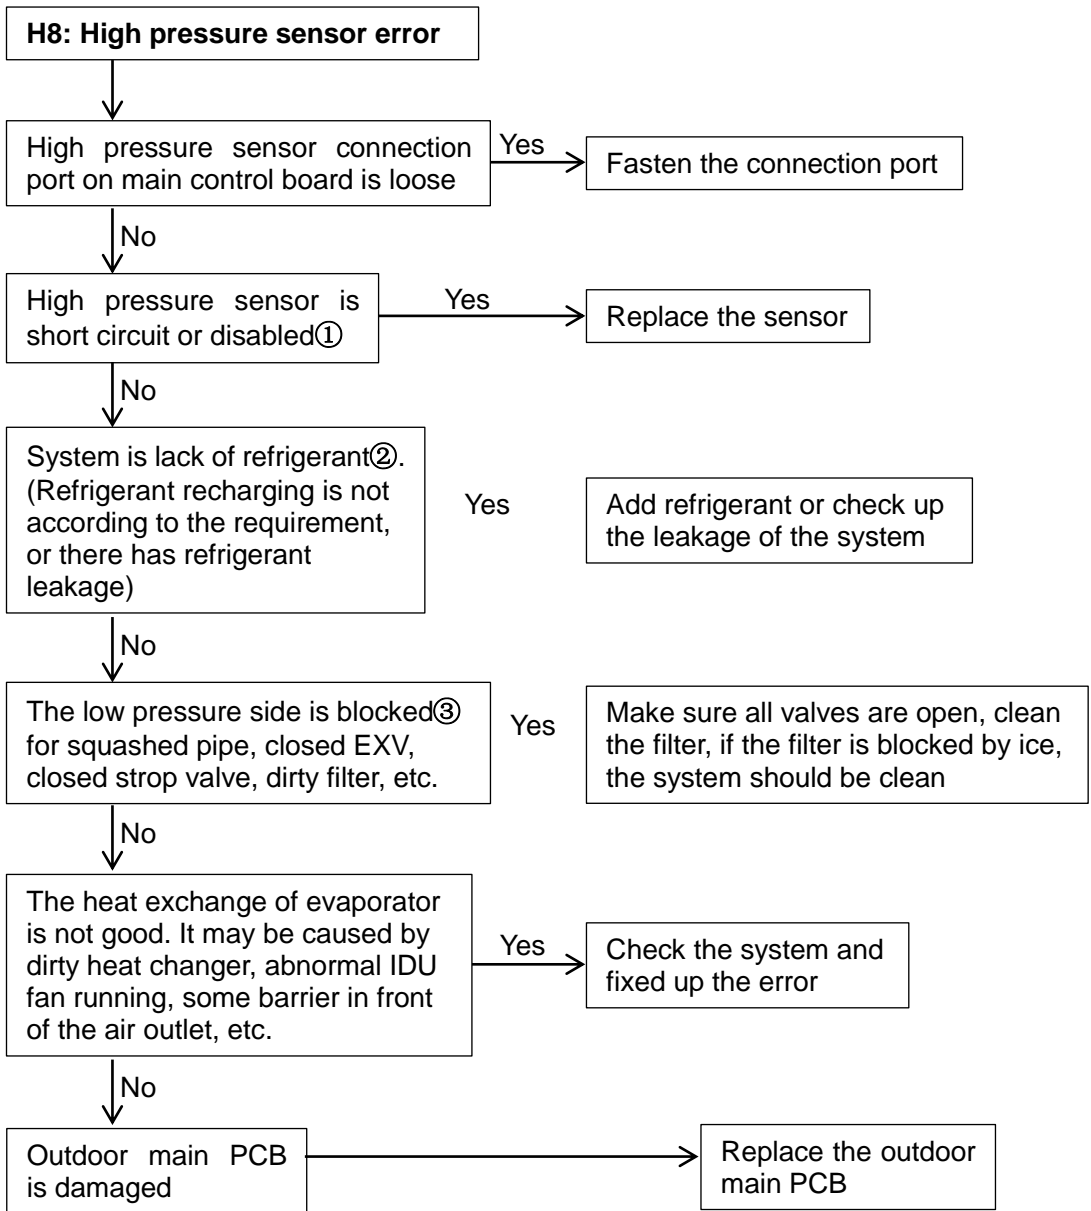 H8: High pressure sensor error
High pressure sensor connection
port on main control board is loose
Yes
Fasten the connection port
No
High pressure sensor is
short circuit or disabled①
Yes
Replace the sensor
No
System is lack of refrigerant②.
(Refrigerant recharging is not
according to the requirement,
or there has refrigerant
leakage)
Yes
Add refrigerant or check up
the leakage of the system
No
The low pressure side is blocked③
for squashed pipe, closed EXV,
closed strop valve, dirty filter, etc.
Yes
Make sure all valves are open, clean
the filter, if the filter is blocked by ice,
the system should be clean
No
The heat exchange of evaporator
is not good. It may be caused by
dirty heat changer, abnormal IDU
fan running, some barrier in front
of the air outlet, etc.
Yes
Check the system and
fixed up the error
No
Outdoor main PCB
is damaged
Replace the outdoor
main PCB